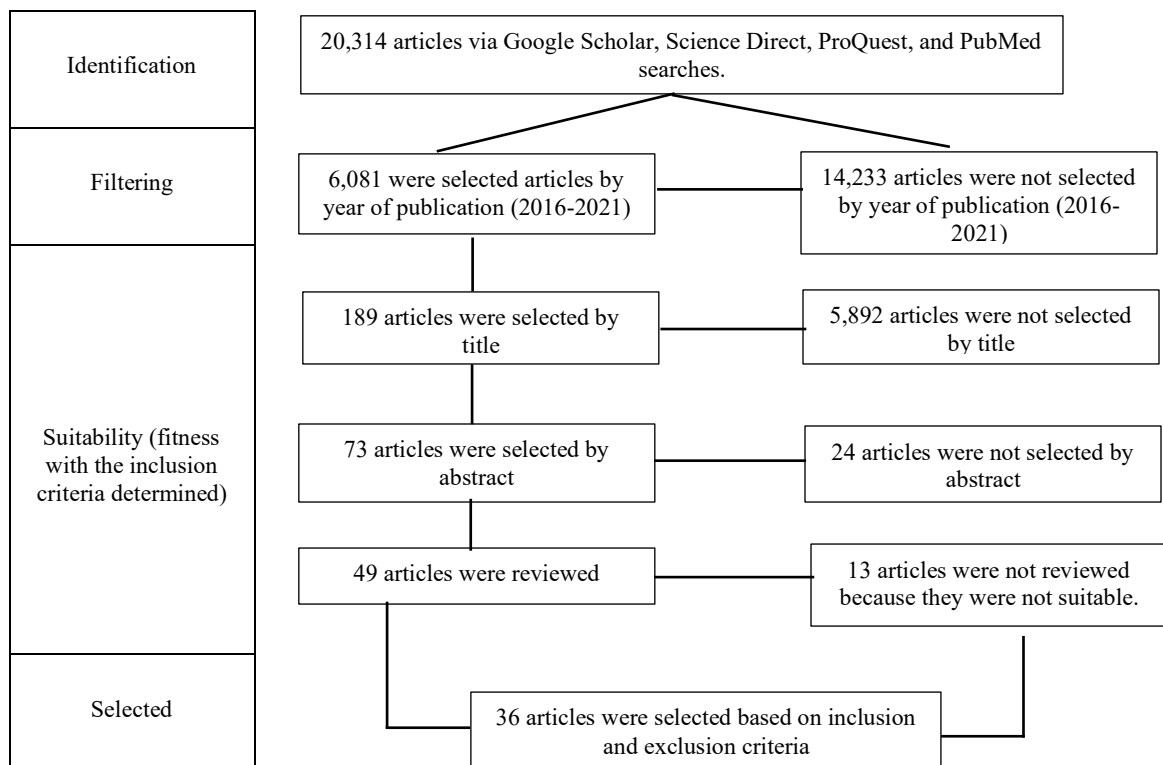 Identification
20,314 articles via Google Scholar, Science Direct, ProQuest, and PubMed
searches.
Filtering
6,081 were selected articles by
year of publication (2016-2021)
14,233 articles were not selected
by year of publication (2016-
2021)
Suitability (fitness
with the inclusion
criteria determined)
189 articles were selected by
title
5,892 articles were not selected
by title
73 articles were selected by
abstract
24 articles were not selected by
abstract
49 articles were reviewed
13 articles were not reviewed
because they were not suitable.
Selected
36 articles were selected based on inclusion
and exclusion criteria